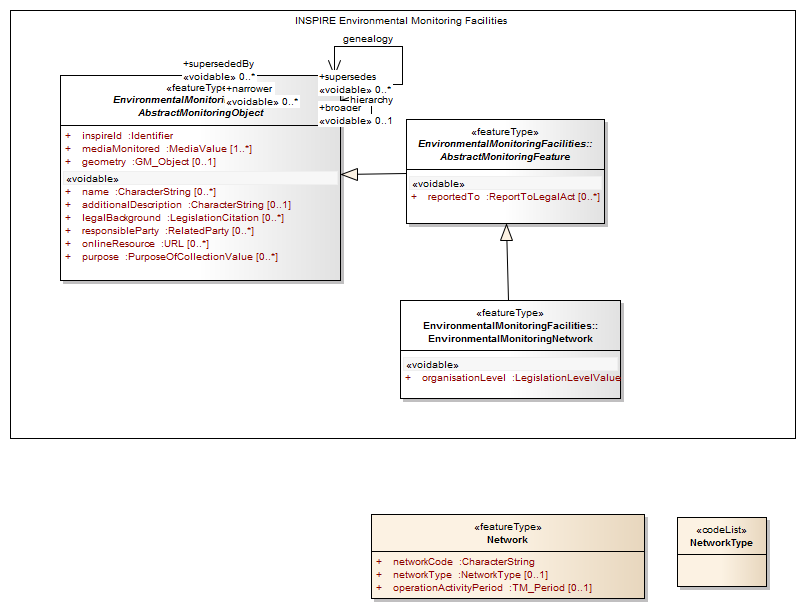 INSPIRE Environmental Monitoring Facilities
genealogy
+supersededBy
«voidable» 0..*
+supersedes
«voidable» 0..*
+narrower
«voidable» 0..*
hierarchy
+broader
«voidable» 0..1
«featureType
EnvironmentalMonitori
AbstractMonitoringObject
+ inspireId :Identifier
+ mediaMonitored :MediaValue [1..*]
+ geometry :GM_Object [0..1]
«voidable»
+ name :CharacterString [0..*]
+ additionalDescription :CharacterString [0..1]
+ legalBackground :LegislationCitation [0..*]
+ responsibleParty :RelatedParty [0..*]
+ onlineResource :URL [0..*]
+ purpose :PurposeOfCollectionValue [0..*]
«featureType»
EnvironmentalMonitoringFacilities::
AbstractMonitoringFeature
«voidable»
+ reportedTo :ReportToLegalAct [0..*]
«featureType»
EnvironmentalMonitoringFacilities::
EnvironmentalMonitoringNetwork
«voidable»
+ organisationLevel :LegislationLevelValue
«featureType»
Network
+ networkCode :CharacterString
+ networkType :NetworkType [0..1]
+ operationActivityPeriod :TM_Period [0..1]
«codeList»
NetworkType